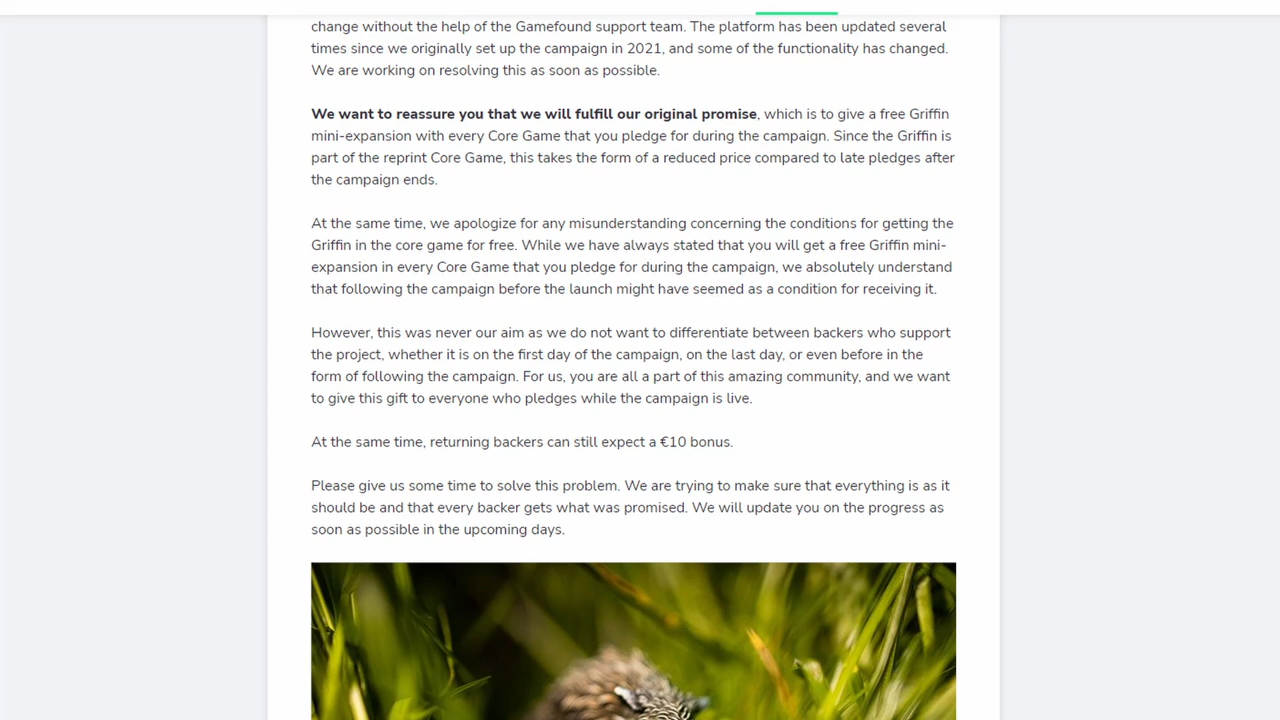 change without the help of the Gamefound support team. The platform has been updated several
times since we originally set up the campaign in 2021, and some of the functionality has changed.
We are working on resolving this as soon as possible.
We want to reassure you that we will fulfill our original promise, which is to give a free Griffin
mini-expansion with every Core Game that you pledge for during the campaign. Since the Griffin is
part of the reprint Core Game, this takes the form of a reduced price compared to late pledges after
the campaign ends.
At the same time, we apologize for any misunderstanding concerning the conditions for getting the
Griffin in the core game for free. While we have always stated that you will get a free Griffin mini-
expansion in every Core Game that you pledge for during the campaign, we absolutely understand
that following the campaign before the launch might have seemed as a condition for receiving it.
However, this was never our aim as we do not want to differentiate between backers who support
the project, whether it is on the first day of the campaign, on the last day, or even before in the
form of following the campaign. For us, you are all a part of this amazing community, and we want
to give this gift to everyone who pledges while the campaign is live.
At the same time, returning backers can still expect a €10 bonus.
Please give us some time to solve this problem. We are trying to make sure that everything is as it
should be and that every backer gets what was promised. We will update you on the progress as
soon as possible in the upcoming days.